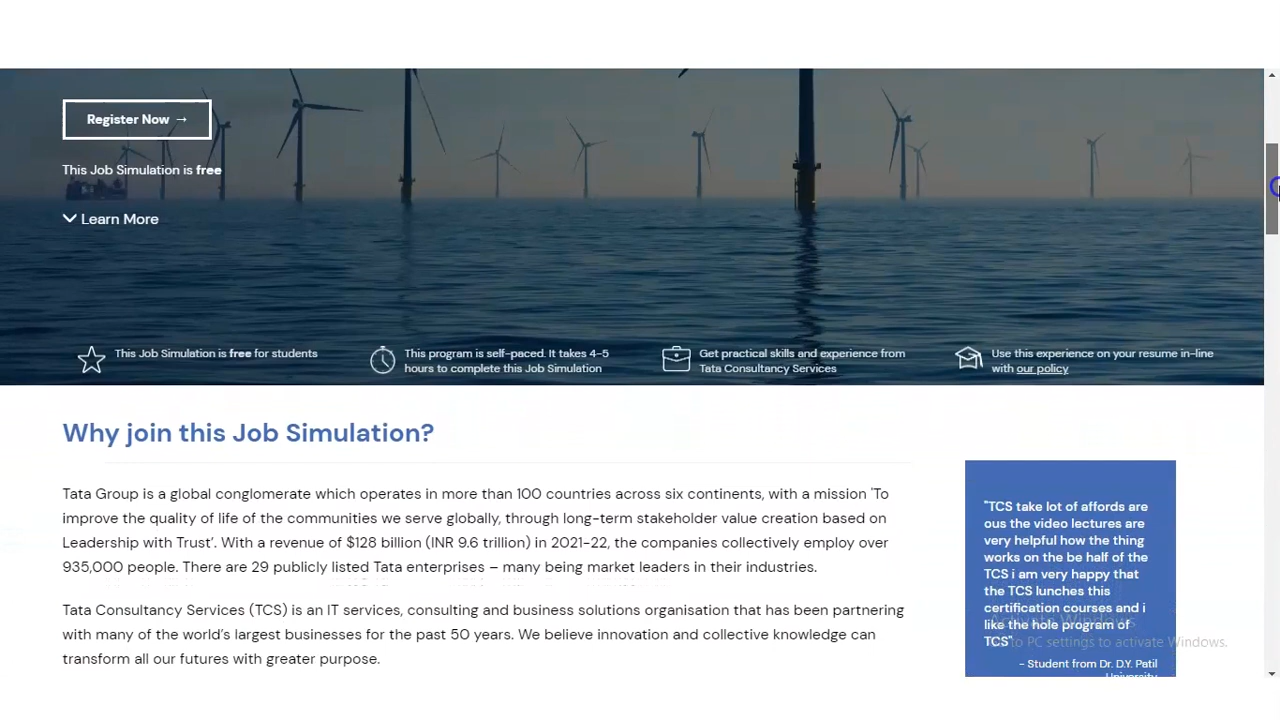 Register Now →
This Job Simulation is free
Learn More
This Job Simulation is free for students
This program is self-paced. It takes 4-5
hours to complete this Job Simulation
Get practical skills and experience from
Tata Consultancy Services
Use this experience on your resume in-line
with our policy
Why join this Job Simulation?
Tata Group is a global conglomerate which operates in more than 100 countries across six continents, with a mission 'To
improve the quality of life of the communities we serve globally, through long-term stakeholder value creation based on
Leadership with Trust'. With a revenue of $128 billion (INR 9.6 trillion) in 2021-22, the companies collectively employ over
935,000 people. There are 29 publicly listed Tata enterprises – many being market leaders in their industries.
Tata Consultancy Services (TCS) is an IT services, consulting and business solutions organisation that has been partnering
with many of the world's largest businesses for the past 50 years. We believe innovation and collective knowledge can
transform all our futures with greater purpose.
"TCS take lot of affords are
ous the video lectures are
very helpful how the thing
works on the be half of the
TCS i am very happy that
the TCS lunches this
certification courses and i
like the hole program of
TCS"
- Student from Dr. D.Y. Patil
University
Activate Windows
to PC settings to activate Windows.